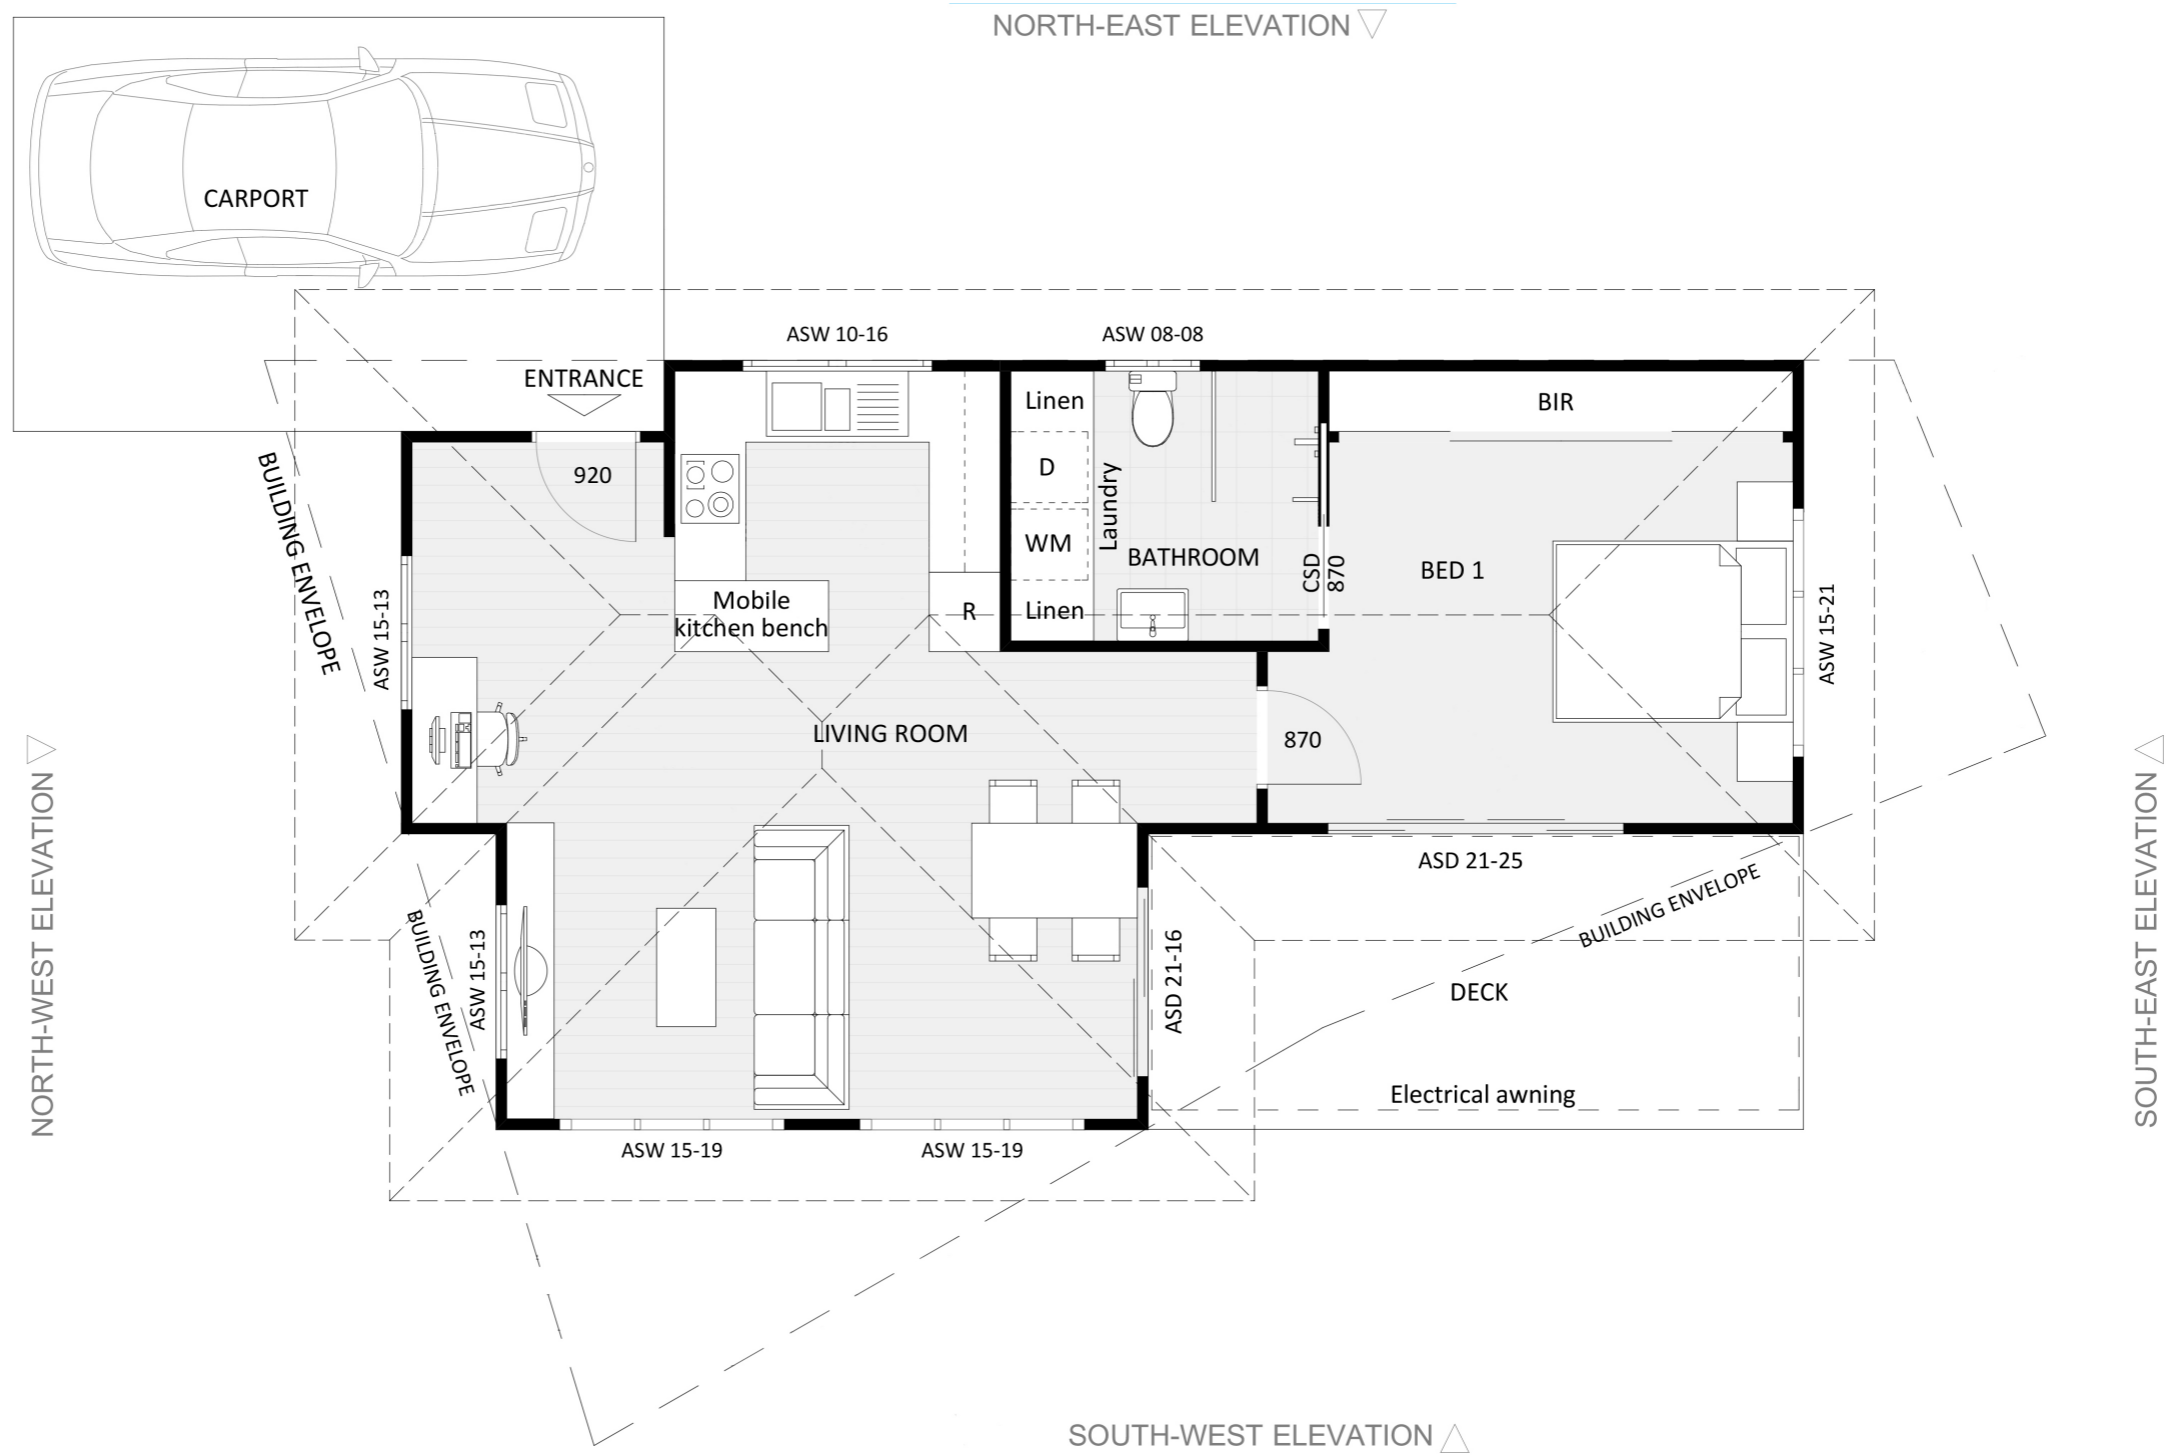 NORTH-EAST ELEVATION
CARPORT
ASW 10-16
ASW 08-08
ENTRANCE
Linen
BIR
920
D
Laundry
WM
BATHROOM
CSD
870
BED 1
BUILDING ENVELOPE
ASW 15-13
Mobile
kitchen bench
R
Linen
ASW 15-21
LIVING ROOM
870
NORTH-WEST ELEVATION
SOUTH-EAST ELEVATION
ASD 21-25
BUILDING ENVELOPE
BUILDING ENVELOPE
ASW 15-13
ASD 21-16
DECK
Electrical awning
ASW 15-19
ASW 15-19
SOUTH-WEST ELEVATION